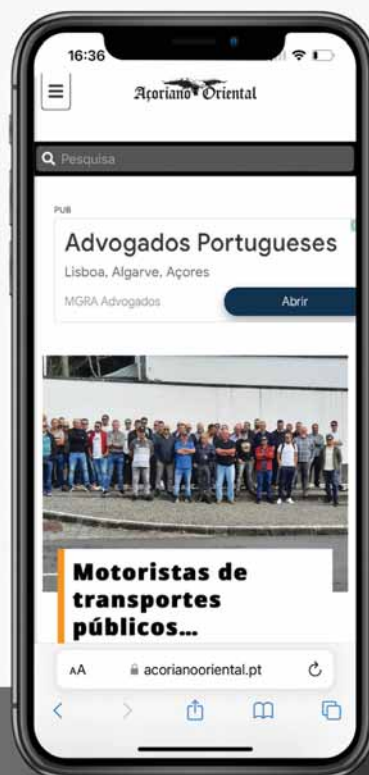 16:36
Açoriano Oriental
Pesquisa
PUB
Advogados Portugueses
Lisboa, Algarve, Açores
MGRA Advogados
Abrir
Motoristas de
transportes
públicos...
AA
acorianooriental.pt